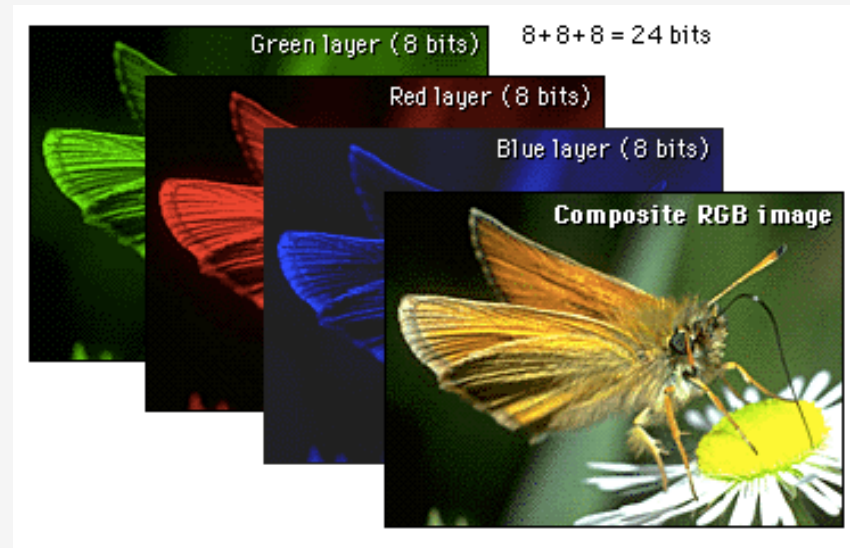 Green layer (8 bits)
8+8+8 = 24 bits
Red layer (8 bits)
Blue layer (8 bits)
Composite RGB image